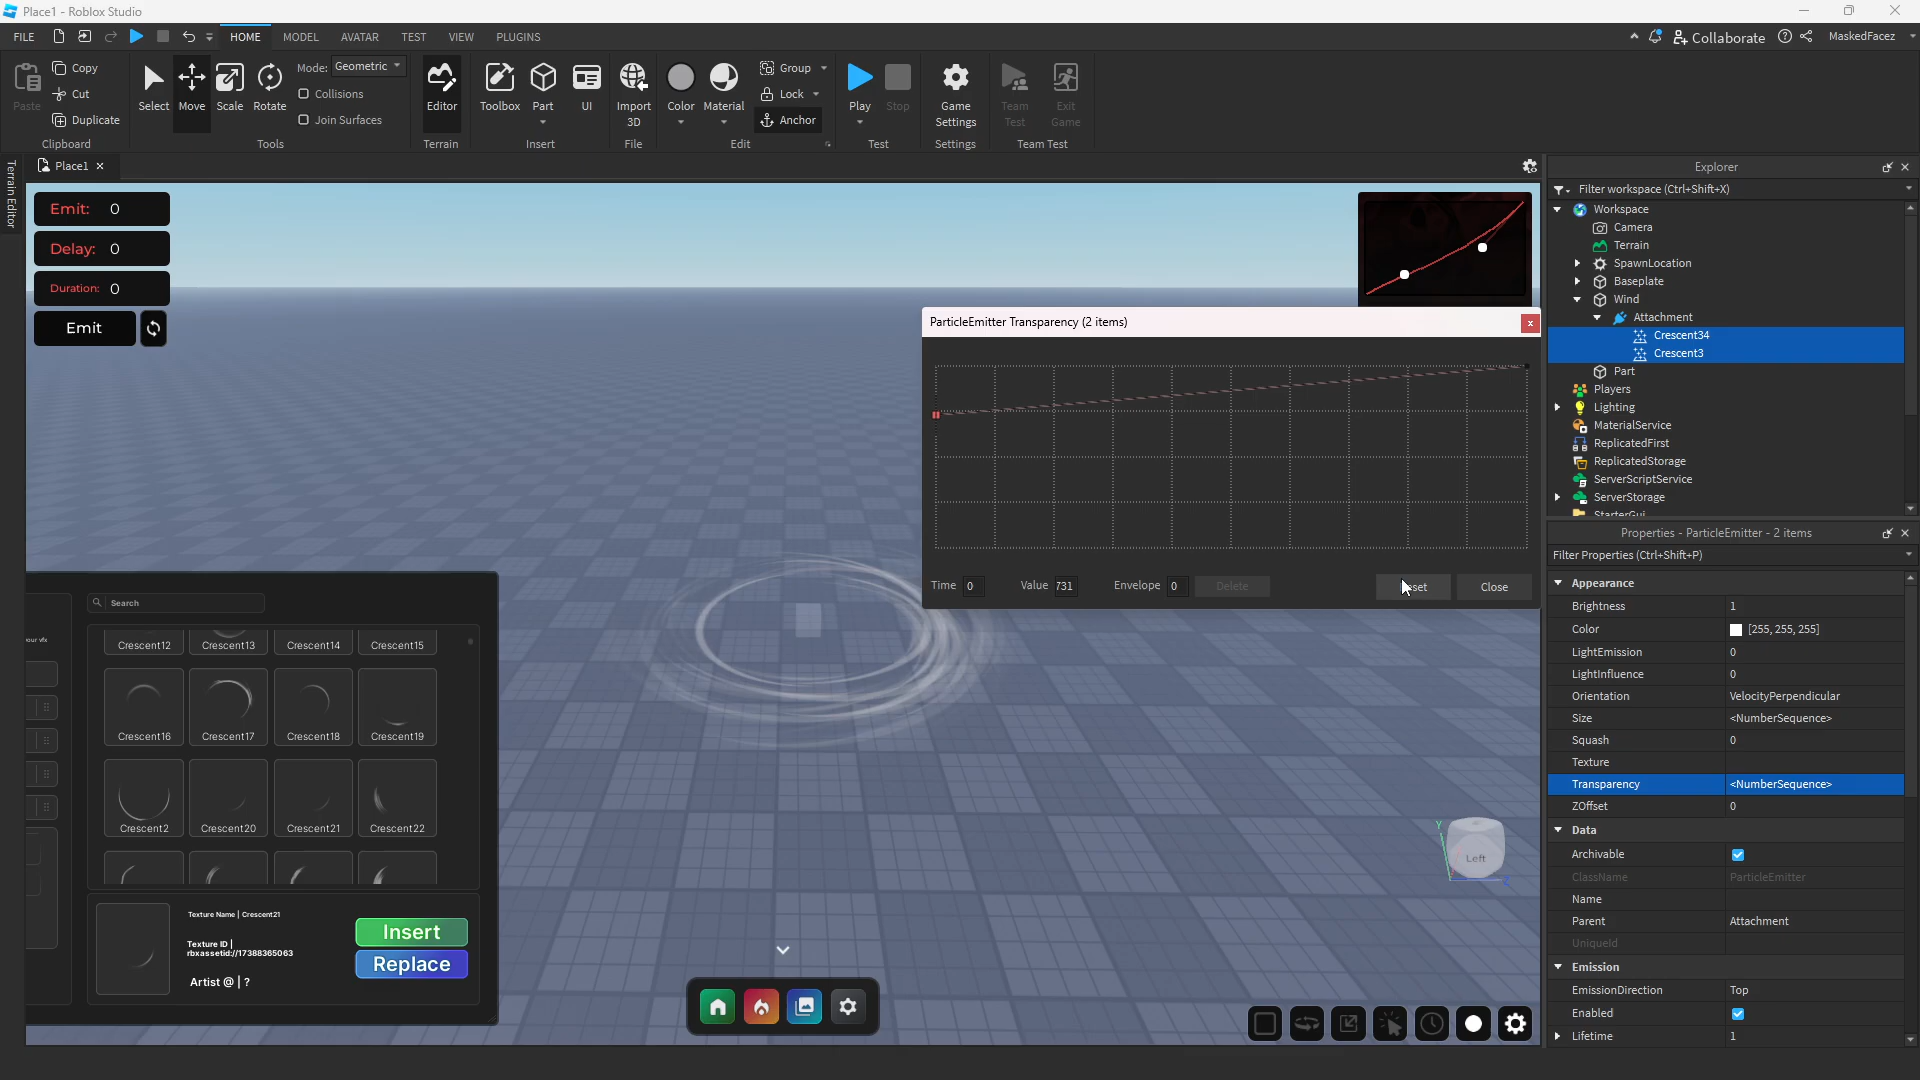 Place1 - Roblox Studio
FILE
HOME
MODEL
AVATAR
TEST
VIEW
PLUGINS
Collaborate
MaskedFacez
Paste
Copy
Cut
Duplicate
Clipboard
Select
Move
Scale
Rotate
Mode: Geometric
Collisions
Join Surfaces
Tools
Editor
Terrain
Toolbox
Part
UI
Insert
Import
3D
File
Color
Material
Group
Lock
Anchor
Edit
Play
Stop
Test
Game
Settings
Settings
Team
Test
Exit
Game
Team Test
Terrain Editor
Place1
Emit: 0
Delay: 0
Duration: 0
Emit
ParticleEmitter Transparency (2 items)
x
Time 0
Value 731
Envelope 0
Delete
Close
Search
our vfx
Crescent12
Crescent13
Crescent14
Crescent15
Crescent16
Crescent17
Crescent18
Crescent19
Crescent2
Crescent20
Crescent21
Crescent22
Texture Name | Crescent21
Texture ID |
rbxassetid://17388365063
Artist @ | ?
Insert
Replace
Y
Left
Z
Explorer
Filter workspace (Ctrl+Shift+X)
Workspace
Camera
Terrain
SpawnLocation
Baseplate
Wind
Attachment
Crescent34
Crescent3
Part
Players
Lighting
MaterialService
ReplicatedFirst
ReplicatedStorage
ServerScriptService
ServerStorage
StarterGui
Properties - ParticleEmitter - 2 items
Filter Properties (Ctrl+Shift+P)
Appearance
Brightness 1
Color [255, 255, 255]
LightEmission 0
LightInfluence 0
Orientation VelocityPerpendicular
Size <NumberSequence>
Squash 0
Texture
Transparency <NumberSequence>
ZOffset 0
Data
Archivable
ClassName ParticleEmitter
Name
Parent Attachment
UniqueId
Emission
EmissionDirection Top
Enabled
Lifetime 1